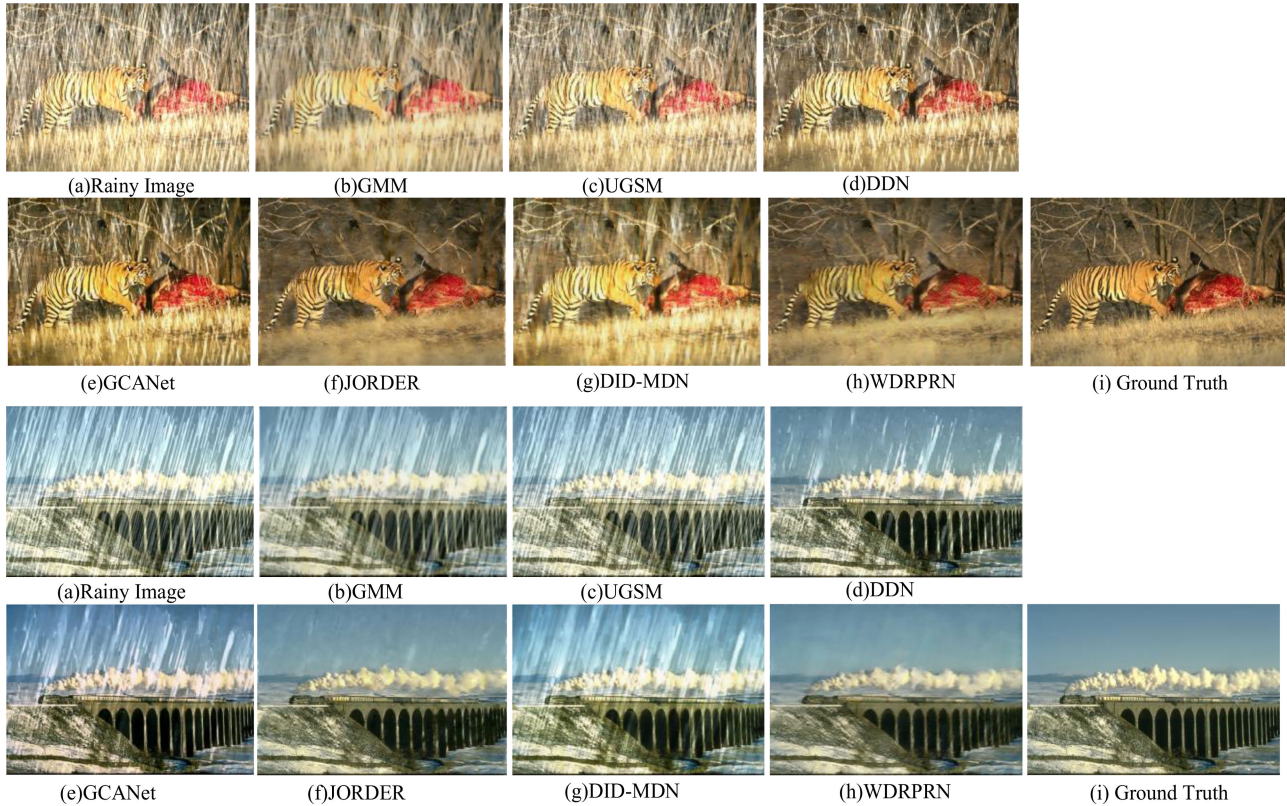 (a)Rainy Image (b)GMM (c)UGSM (d)DDN
(e)GCANet (f)JORDER (g)DID-MDN (h)WDRPRN (i) Ground Truth
(a)Rainy Image (b)GMM (c)UGSM (d)DDN
(e)GCANet (f)JORDER (g)DID-MDN (h)WDRPRN (i) Ground Truth